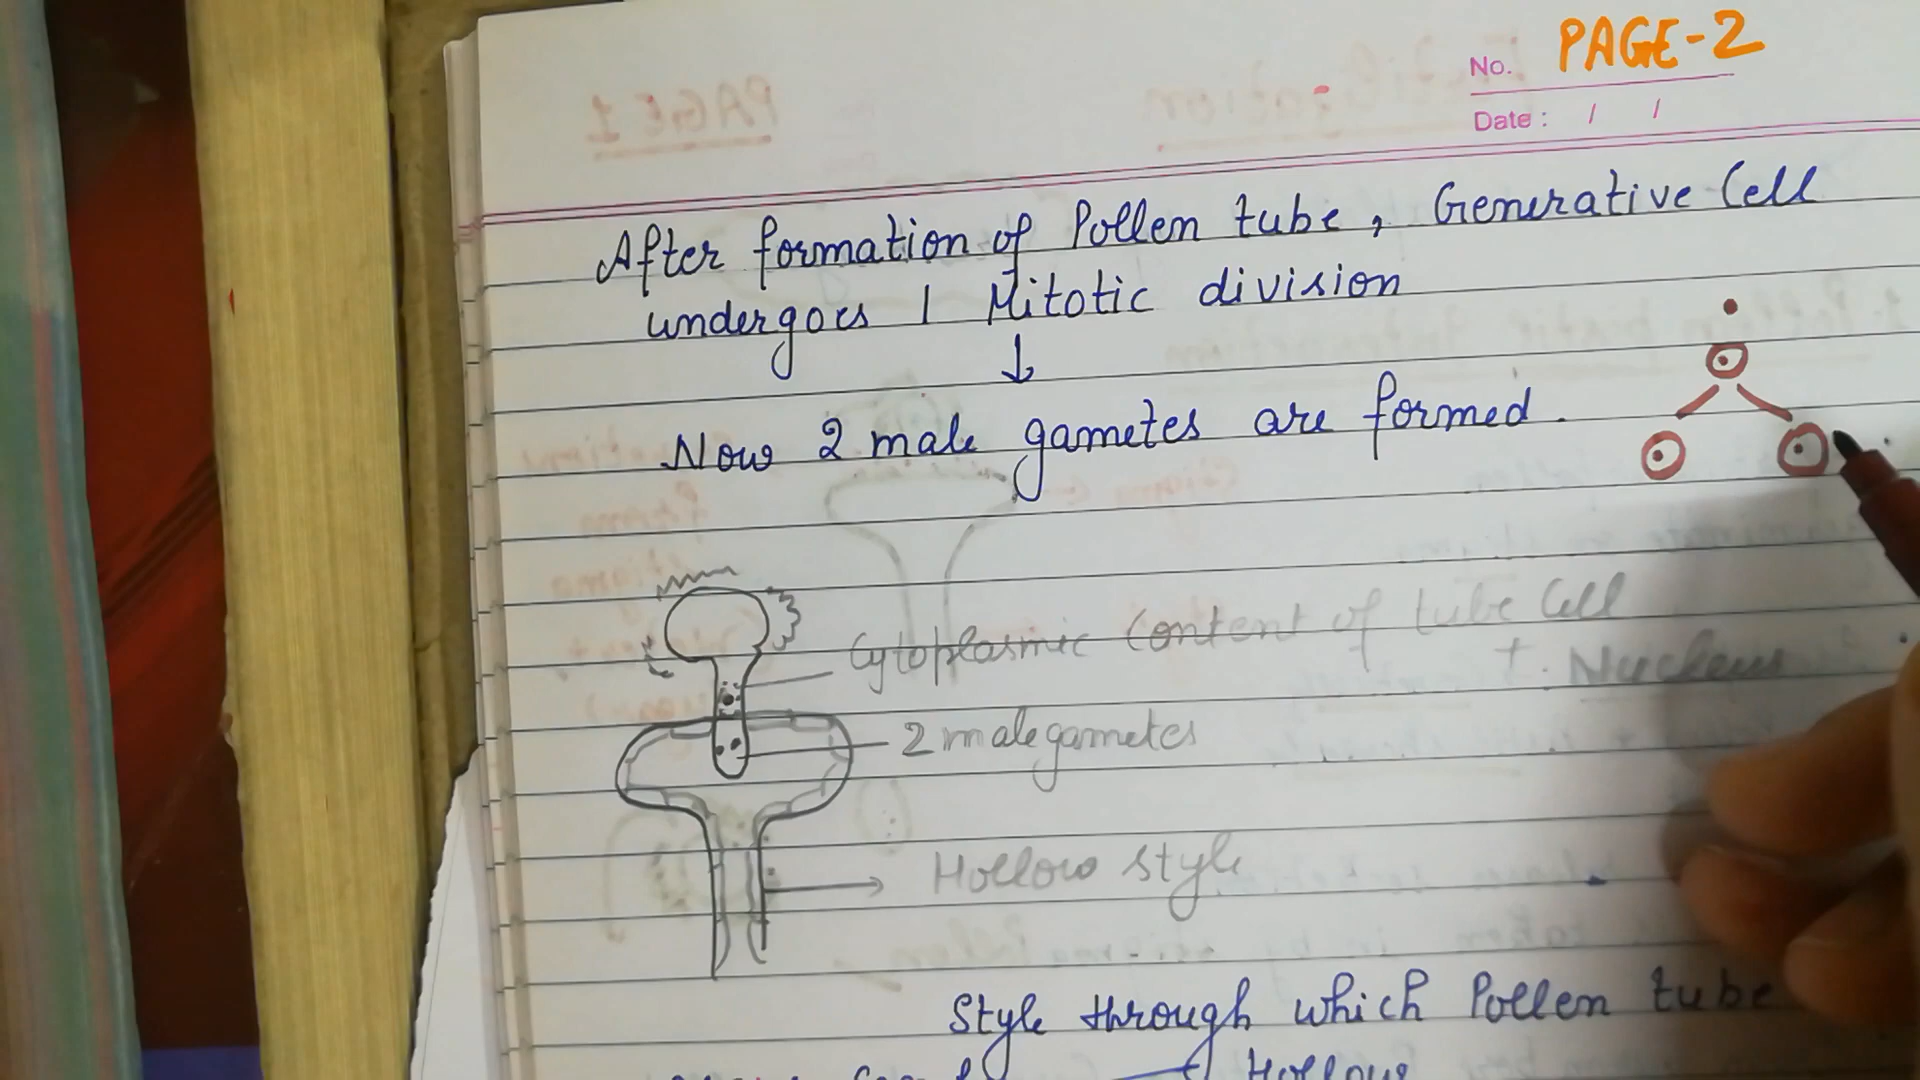 No. PAGE-2
Date : / /
After formation of Pollen tube, Generative Cell
undergoes 1 Mitotic division
↓
Now 2 male gametes are formed.
Cytoplasmic Content of tube Cell
+ Nucleus
2 male gametes
Hollow style
Style through which Pollen tube
Hollow